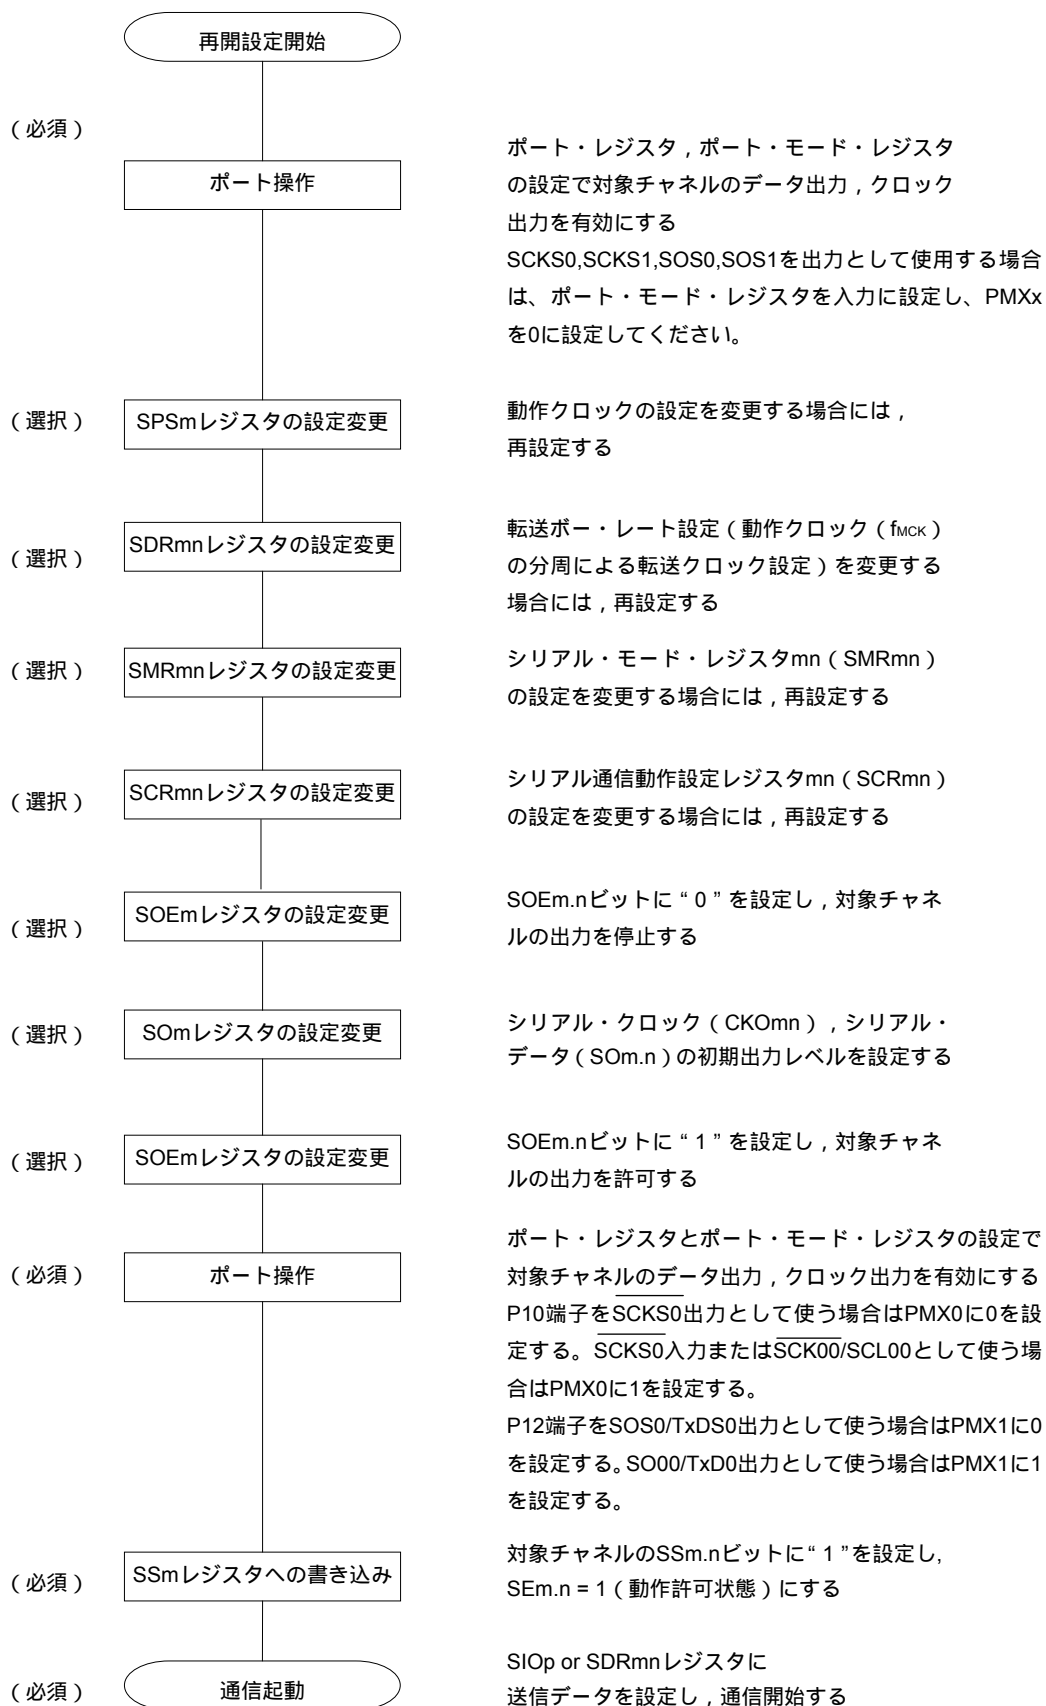 再開設定開始
（必須）
ポート操作
ポート・レジスタ，ポート・モード・レジスタ
の設定で対象チャネルのデータ出力，クロック
出力を有効にする
SCKS0,SCKS1,SOS0,SOS1を出力として使用する場合
は、ポート・モード・レジスタを入力に設定し、PMXx
を0に設定してください。
（選択）
SPSmレジスタの設定変更
動作クロックの設定を変更する場合には，
再設定する
（選択）
SDRmnレジスタの設定変更
転送ボー・レート設定（動作クロック（fMCK）
の分周による転送クロック設定）を変更する
場合には，再設定する
（選択）
SMRmnレジスタの設定変更
シリアル・モード・レジスタmn（SMRmn）
の設定を変更する場合には，再設定する
（選択）
SCRmnレジスタの設定変更
シリアル通信動作設定レジスタmn（SCRmn）
の設定を変更する場合には，再設定する
（選択）
SOEmレジスタの設定変更
SOEm.nビットに“0”を設定し，対象チャネ
ルの出力を停止する
（選択）
SOmレジスタの設定変更
シリアル・クロック（CKOmn），シリアル・
データ（SOm.n）の初期出力レベルを設定する
（選択）
SOEmレジスタの設定変更
SOEm.nビットに“1”を設定し，対象チャネ
ルの出力を許可する
（必須）
ポート操作
ポート・レジスタとポート・モード・レジスタの設定で
対象チャネルのデータ出力，クロック出力を有効にする
P10端子をSCKS0出力として使う場合はPMX0に0を設
定する。SCKS0入力またはSCK00/SCL00として使う場
合はPMX0に1を設定する。
P12端子をSOS0/TxDS0出力として使う場合はPMX1に0
を設定する。SO00/TxD0出力として使う場合はPMX1に1
を設定する。
（必須）
SSmレジスタへの書き込み
対象チャネルのSSm.nビットに“1”を設定し,
SEm.n = 1（動作許可状態）にする
（必須）
通信起動
SIOp or SDRmnレジスタに
送信データを設定し，通信開始する